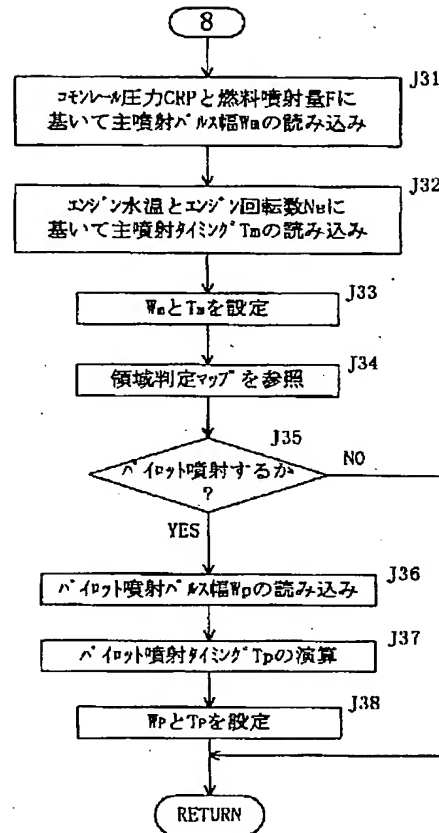 8
J31
コモンレール圧力CRPと燃料噴射量Fに
基いて主噴射パルス幅Wmの読み込み
J32
エンジン水温とエンジン回転数NEに
基いて主噴射タイミングTmの読み込み
J33
WmとTmを設定
J34
領域判定マップを参照
J35
パイロット噴射するか
?
NO
YES
J36
パイロット噴射パルス幅Wpの読み込み
J37
パイロット噴射タイミングTpの演算
J38
WPとTPを設定
RETURN